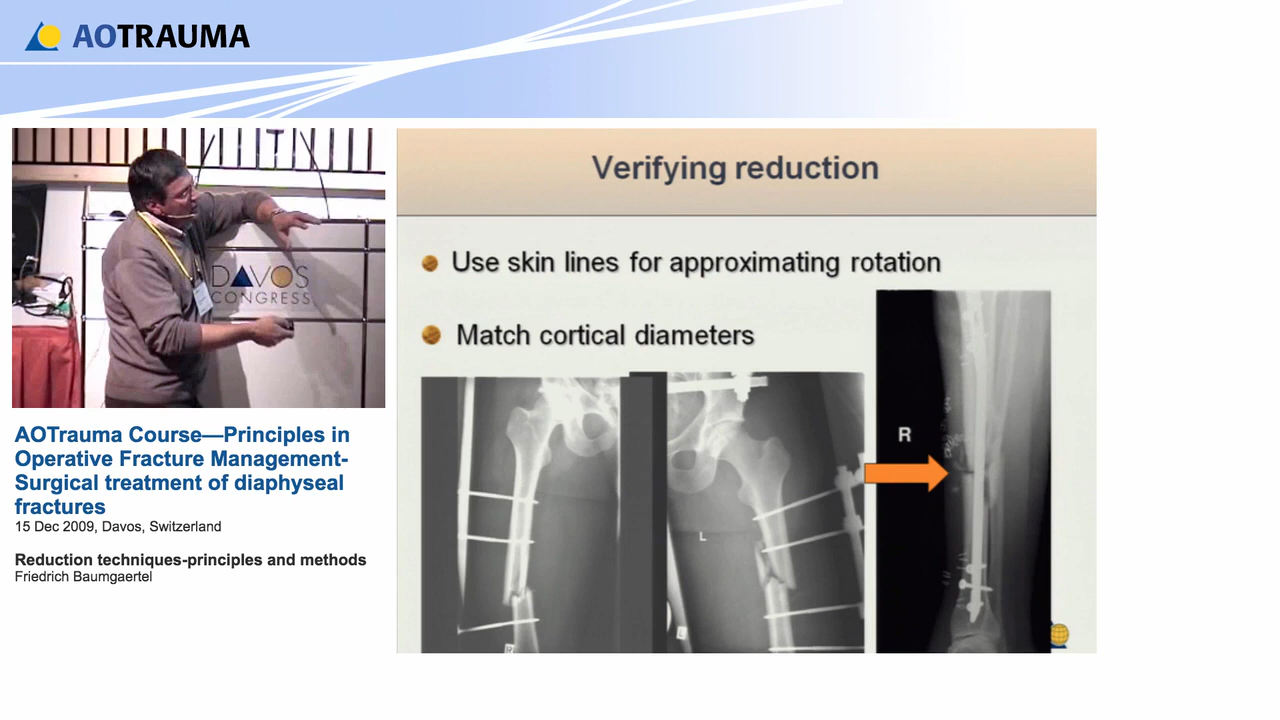 AOTRAUMA
DAVOS
CONGRESS
AOTrauma Course—Principles in
Operative Fracture Management-
Surgical treatment of diaphyseal
fractures
15 Dec 2009, Davos, Switzerland
Reduction techniques-principles and methods
Friedrich Baumgaertel
Verifying reduction
Use skin lines for approximating rotation
Match cortical diameters
R
L
L
R